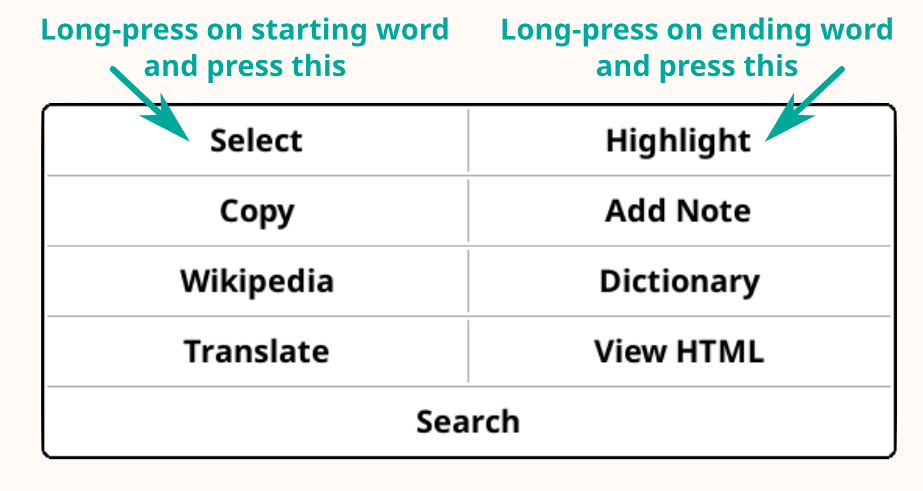 Long-press on starting word
and press this
Long-press on ending word
and press this
Select
Highlight
Copy
Add Note
Wikipedia
Dictionary
Translate
View HTML
Search